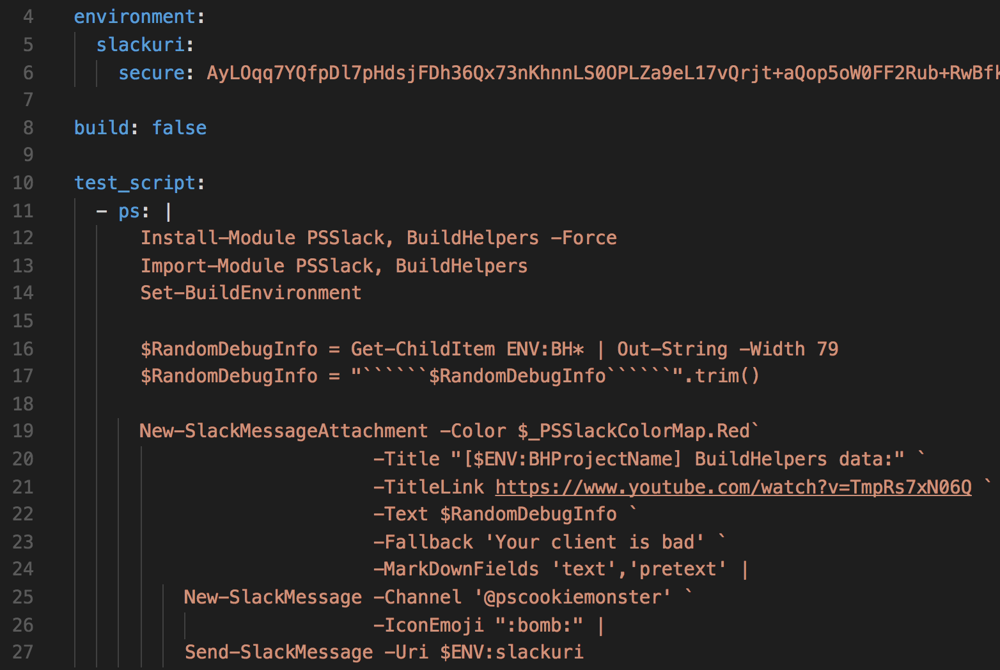 4 environment:
5 slackuri:
6 secure: AyLOqq7YQfpDl7pHdsjFDh36Qx73nKhnnLS0OPLZa9eL17vQrjt+aQop5oW0FF2Rub+RwBfk
7
8 build: false
9
10 test_script:
11 - ps: |
12 Install-Module PSSlack, BuildHelpers -Force
13 Import-Module PSSlack, BuildHelpers
14 Set-BuildEnvironment
15
16 $RandomDebugInfo = Get-ChildItem ENV:BH* | Out-String -Width 79
17 $RandomDebugInfo = "``````$RandomDebugInfo``````".trim()
18
19 New-SlackMessageAttachment -Color $_PSSlackColorMap.Red`
20 -Title "[$ENV:BHProjectName] BuildHelpers data:" `
21 -TitleLink https://www.youtube.com/watch?v=TmpRs7xN06Q `
22 -Text $RandomDebugInfo `
23 -Fallback 'Your client is bad' `
24 -MarkDownFields 'text','pretext' |
25 New-SlackMessage -Channel '@pscookiemonster' `
26 -IconEmoji ":bomb:" |
27 Send-SlackMessage -Uri $ENV:slackuri